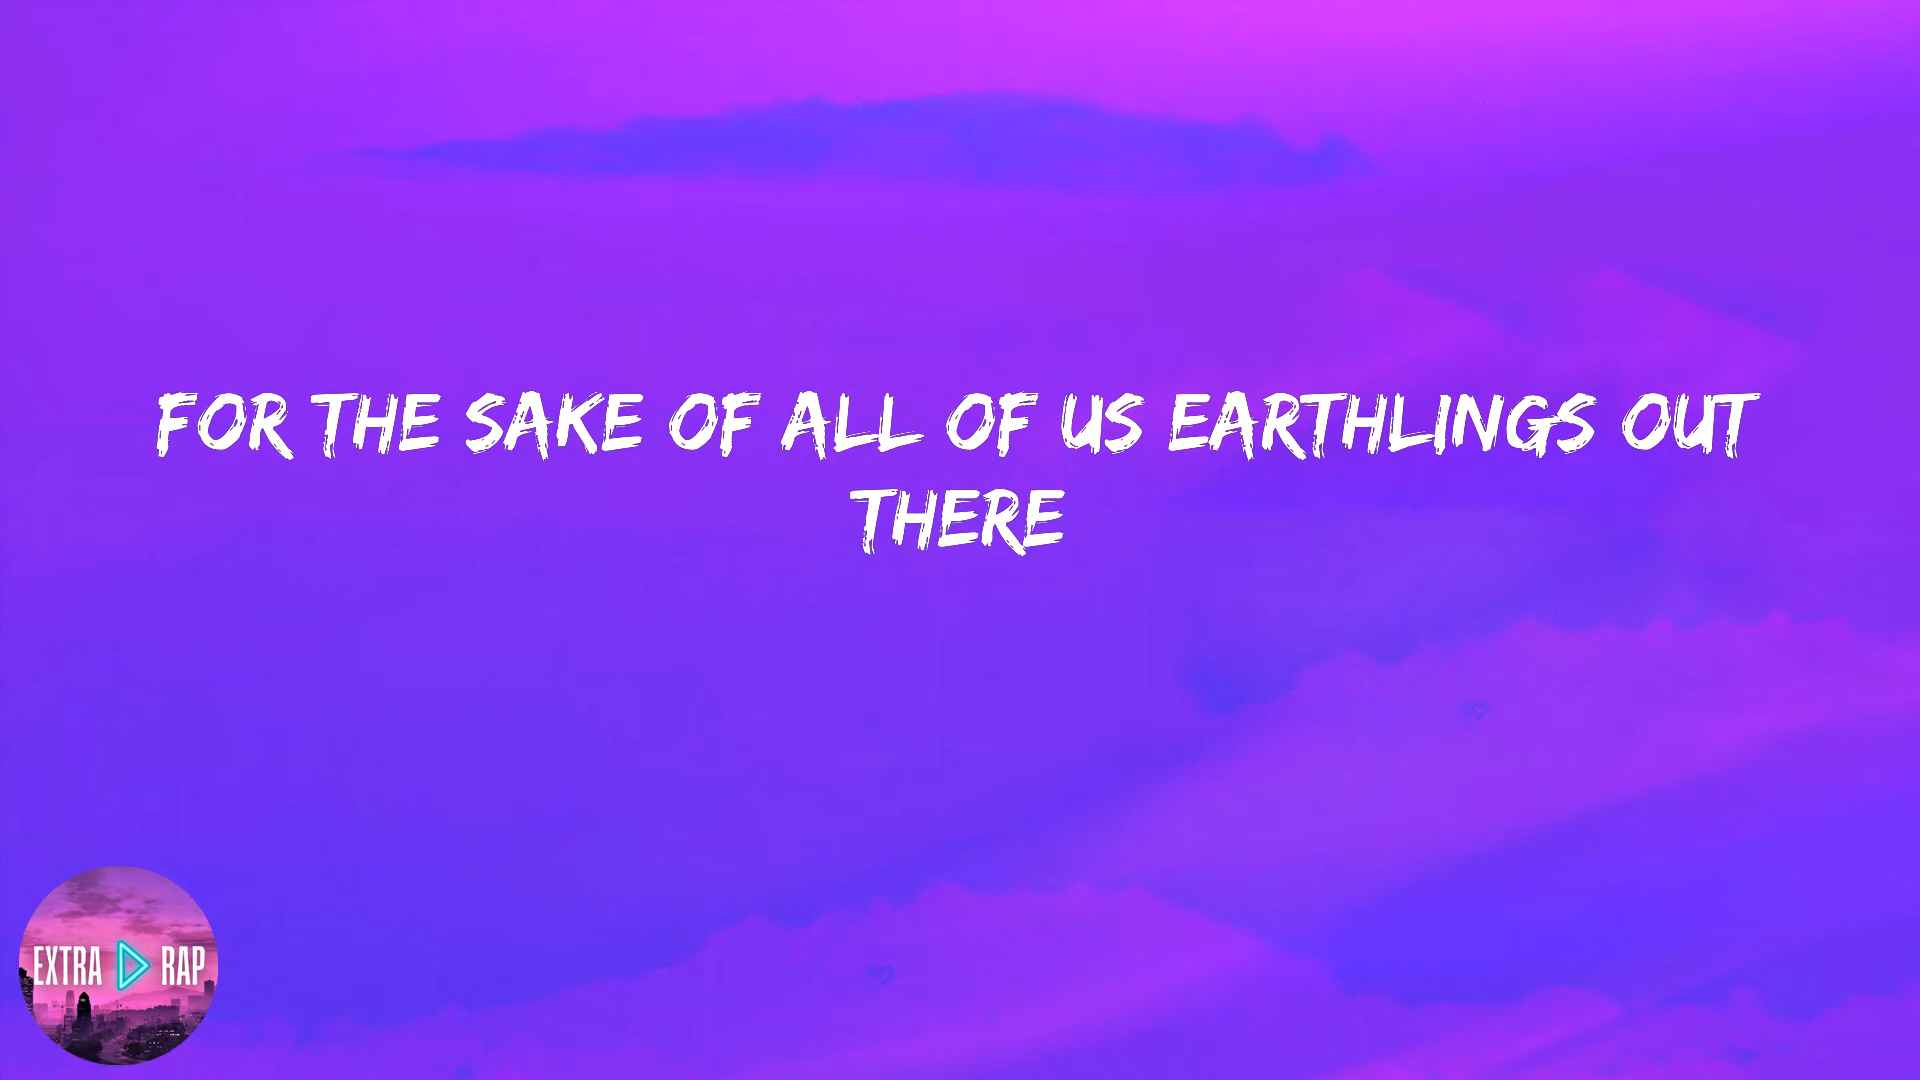 FOR THE SAKE OF ALL OF US EARTHLINGS OUT
THERE
EXTRA RAP